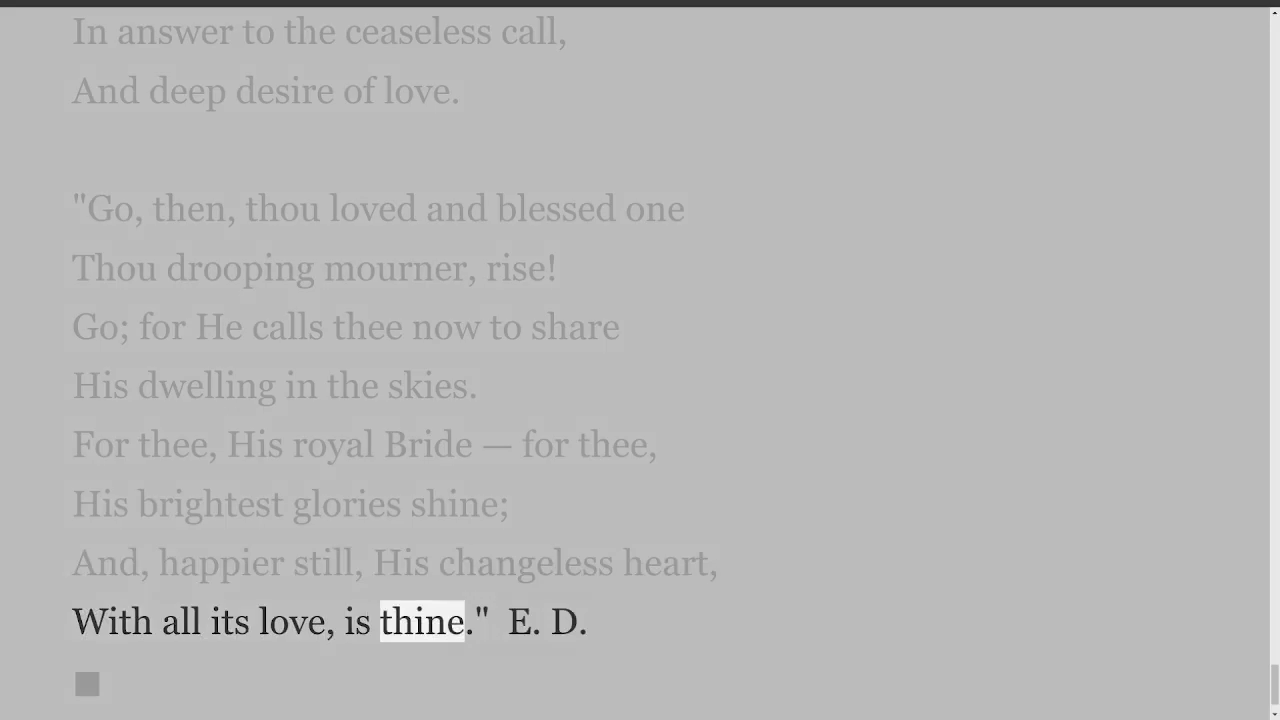 In answer to the ceaseless call,
And deep desire of love.
"Go, then, thou loved and blessed one
Thou drooping mourner, rise!
Go; for He calls thee now to share
His dwelling in the skies.
For thee, His royal Bride — for thee,
His brightest glories shine;
And, happier still, His changeless heart,
With all its love, is thine." E. D.